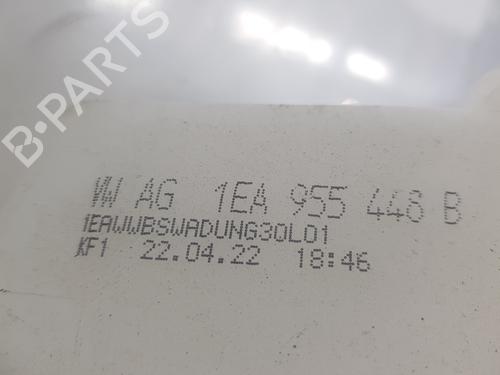 B-PARTS
VW AG 1EA 955 448 B
1EAWWBSWADUNG30L01
KF1 22.04.22 18:46